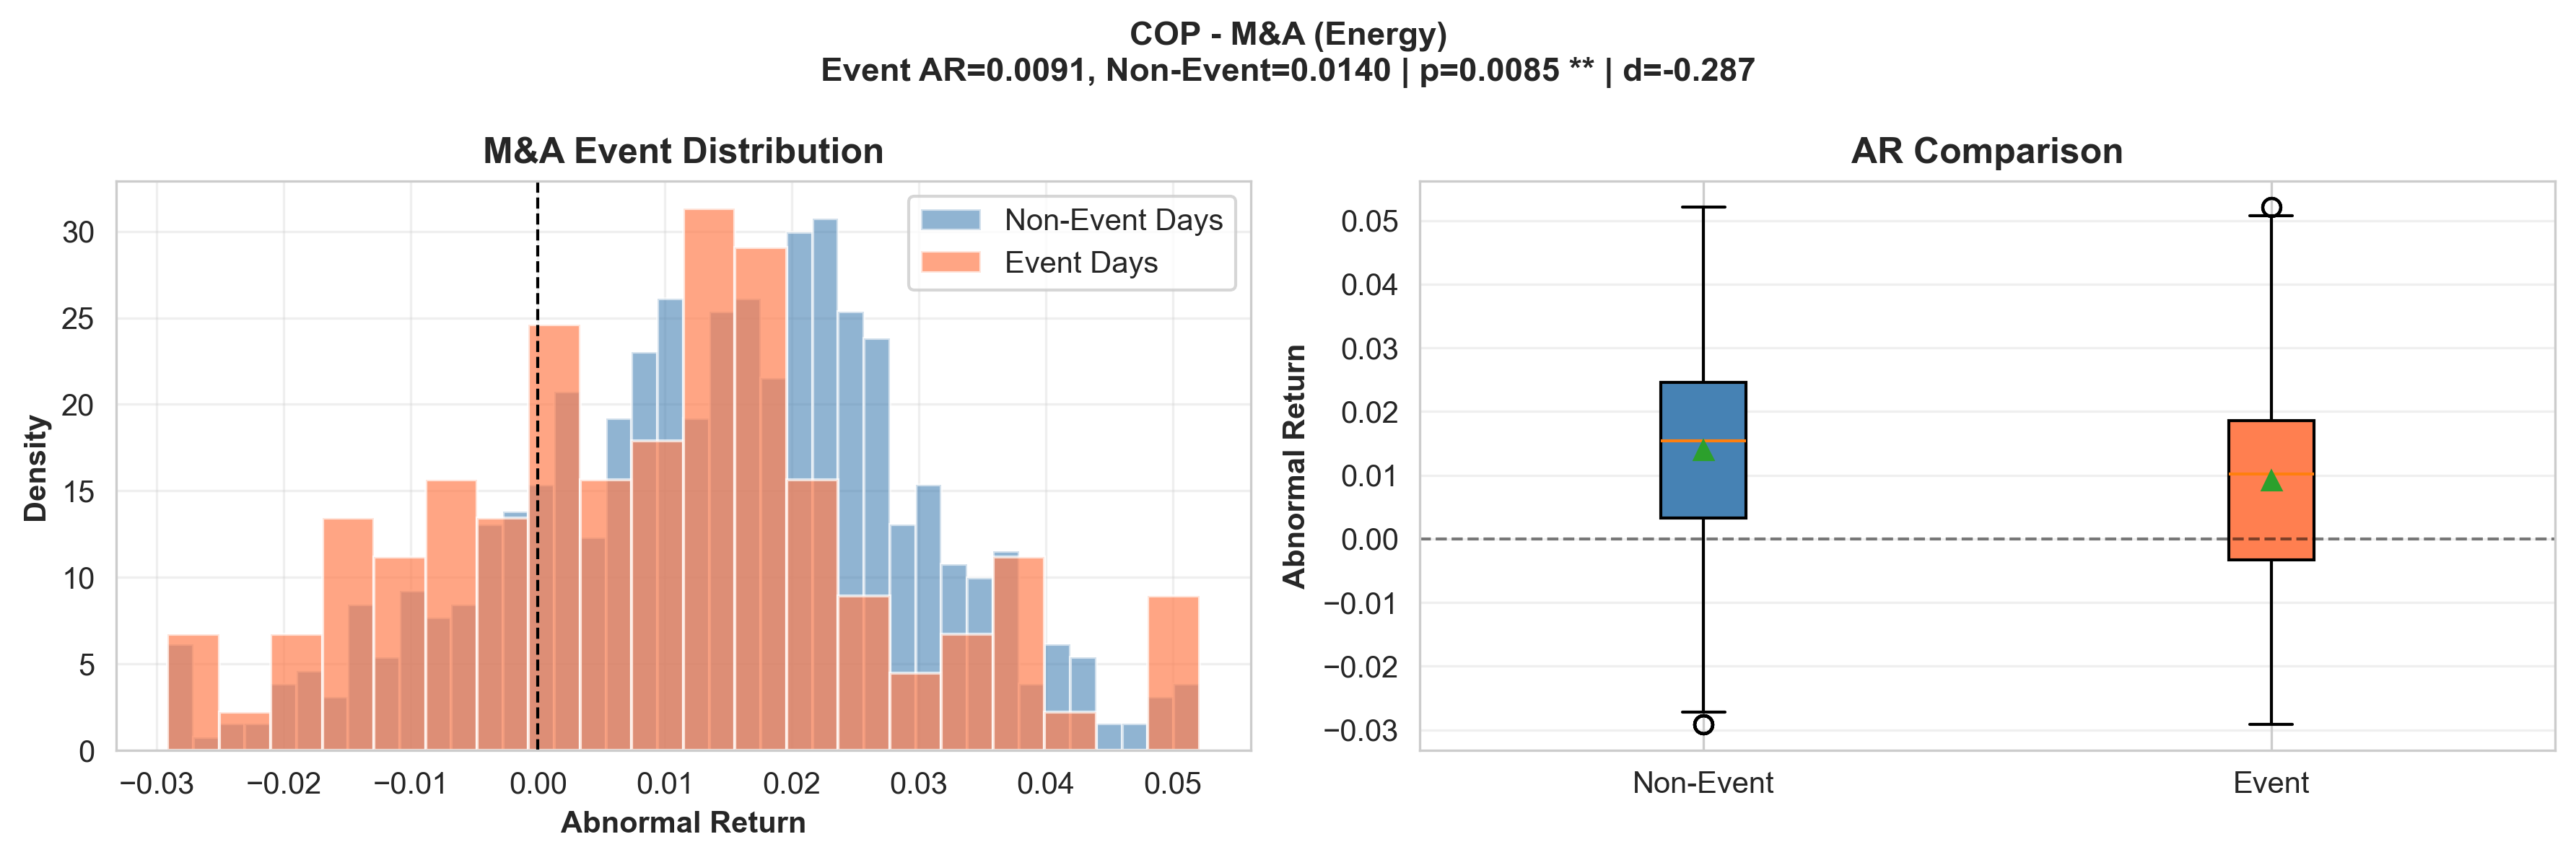 COP - M&A (Energy)
Event AR=0.0091, Non-Event=0.0140 | p=0.0085 ** | d=-0.287
M&A Event Distribution
Non-Event Days
Event Days
Density
30
25
20
15
10
5
0
−0.03 −0.02 −0.01 0.00 0.01 0.02 0.03 0.04 0.05
Abnormal Return
AR Comparison
Abnormal Return
0.05
0.04
0.03
0.02
0.01
0.00
−0.01
−0.02
−0.03
Non-Event Event